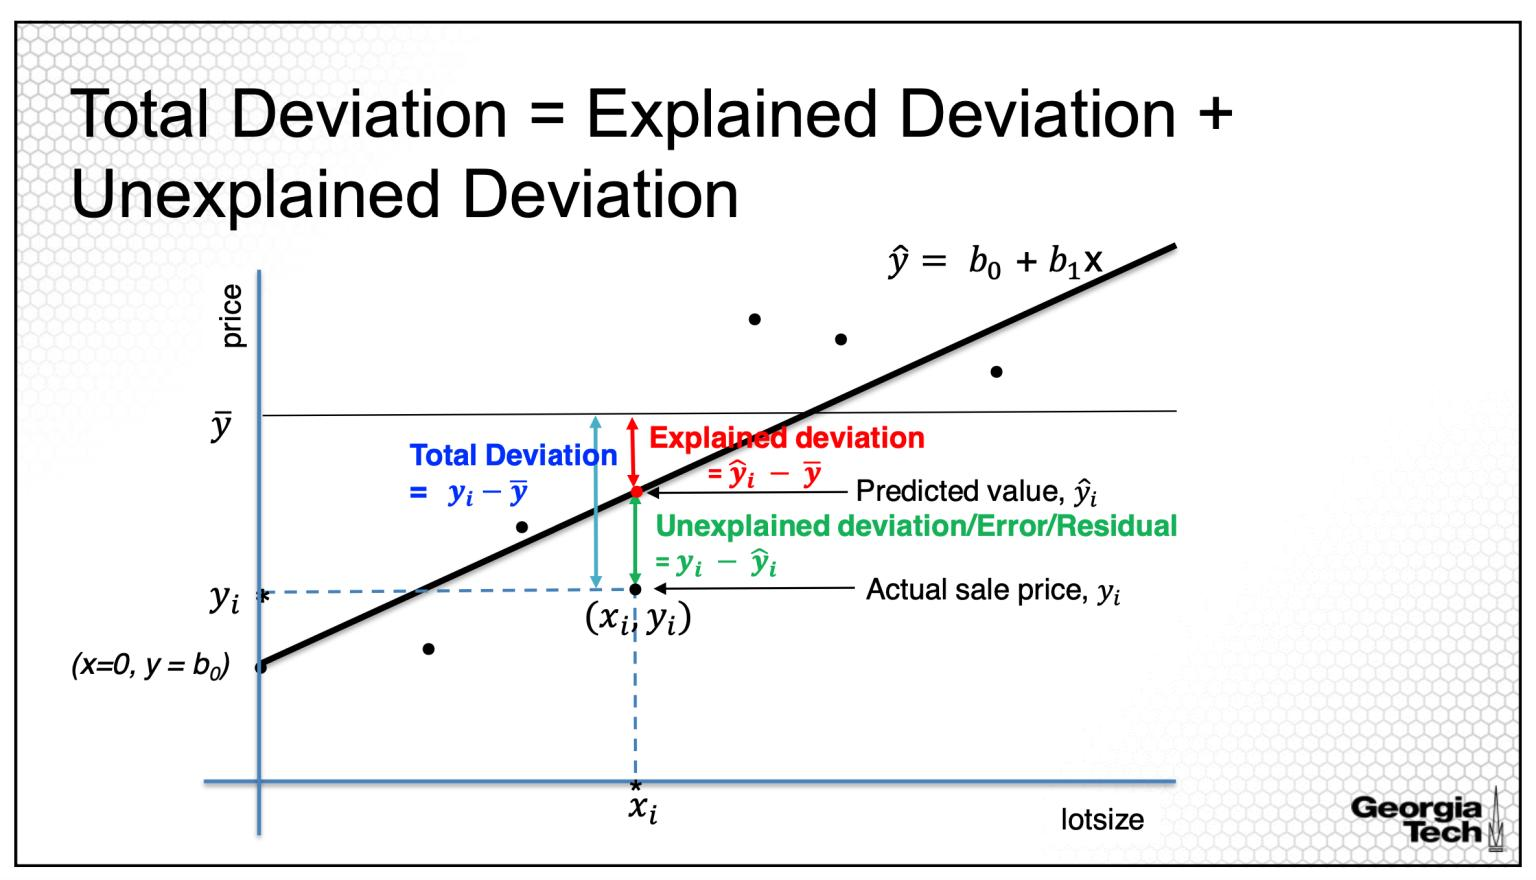 Total Deviation = Explained Deviation +
Unexplained Deviation
ŷ = b₀ + b₁x
price
ȳ
Explained deviation
= ŷᵢ − ȳ
Total Deviation
= yᵢ − ȳ
Predicted value, ŷᵢ
Unexplained deviation/Error/Residual
= yᵢ − ŷᵢ
Actual sale price, yᵢ
yᵢ *
(xᵢ, yᵢ)
(x=0, y = b₀)
*
xᵢ
lotsize
Georgia
Tech